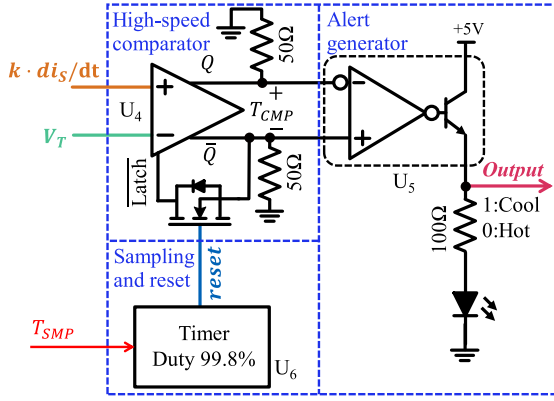 High-speed
comparator
Alert
generator
+5V
50Ω
Q
k · di_S/dt
+
U4
T_CMP
+
−
−
V_T
−
+
Q̄
U5
Output
1:Cool
0:Hot
100Ω
50Ω
L̅a̅t̅c̅h̅
Sampling
and reset
reset
T_SMP
Timer
Duty 99.8%
U6